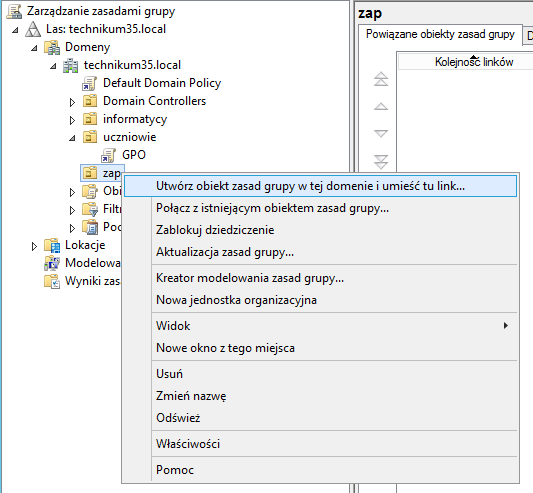 Zarządzanie zasadami grupy
Las: technikum35.local
Domeny
technikum35.local
Default Domain Policy
Domain Controllers
informatycy
uczniowie
GPO
zap
Obi
Filtr
Poc
Lokacje
Modelowa
Wyniki zasa
zap
Powiązane obiekty zasad grupy
D
Kolejność linków
Utwórz obiekt zasad grupy w tej domenie i umieść tu link...
Połącz z istniejącym obiektem zasad grupy...
Zablokuj dziedziczenie
Aktualizacja zasad grupy...
Kreator modelowania zasad grupy...
Nowa jednostka organizacyjna
Widok
Nowe okno z tego miejsca
Usuń
Zmień nazwę
Odśwież
Właściwości
Pomoc